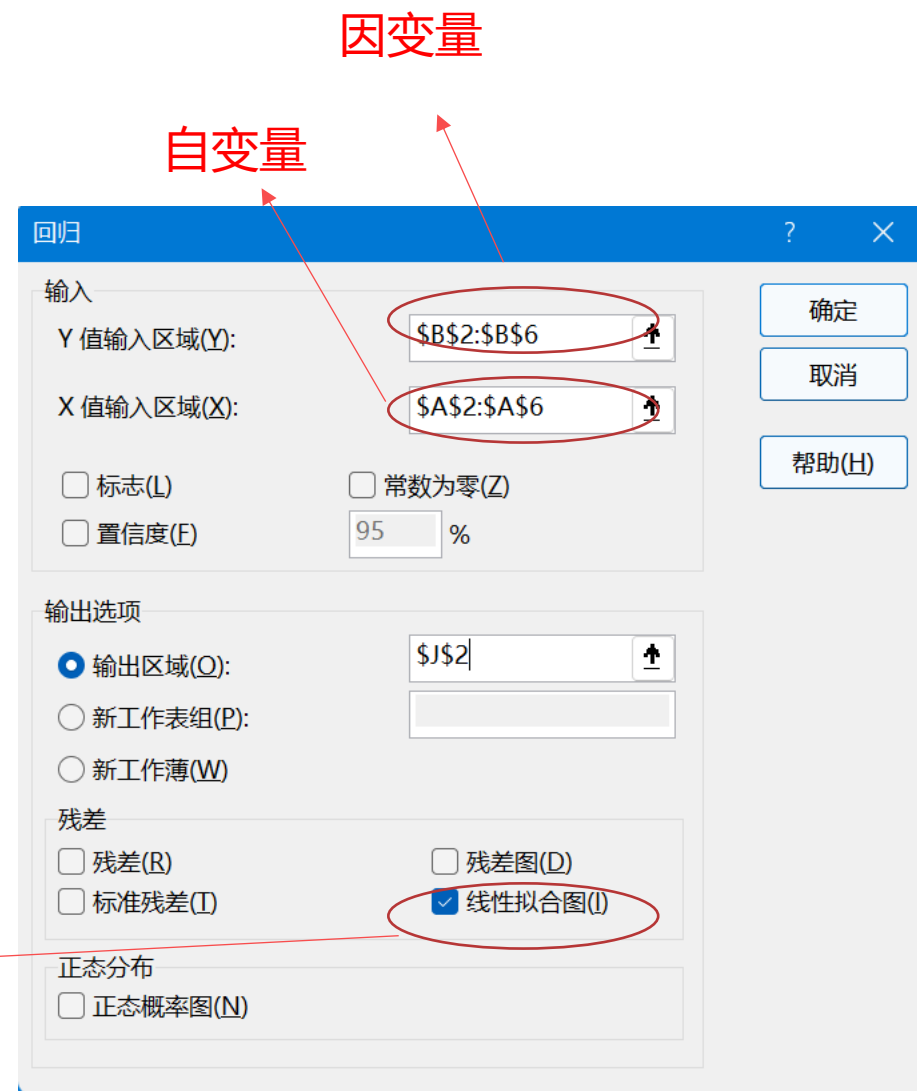 因变量
自变量
回归
?
输入
Y 值输入区域(Y):
$B$2:$B$6
X 值输入区域(X):
$A$2:$A$6
标志(L)
常数为零(Z)
置信度(F)
95
%
输出选项
输出区域(O):
$J$2
新工作表组(P):
新工作薄(W)
残差
残差(R)
残差图(D)
标准残差(T)
线性拟合图(I)
正态分布
正态概率图(N)
确定
取消
帮助(H)